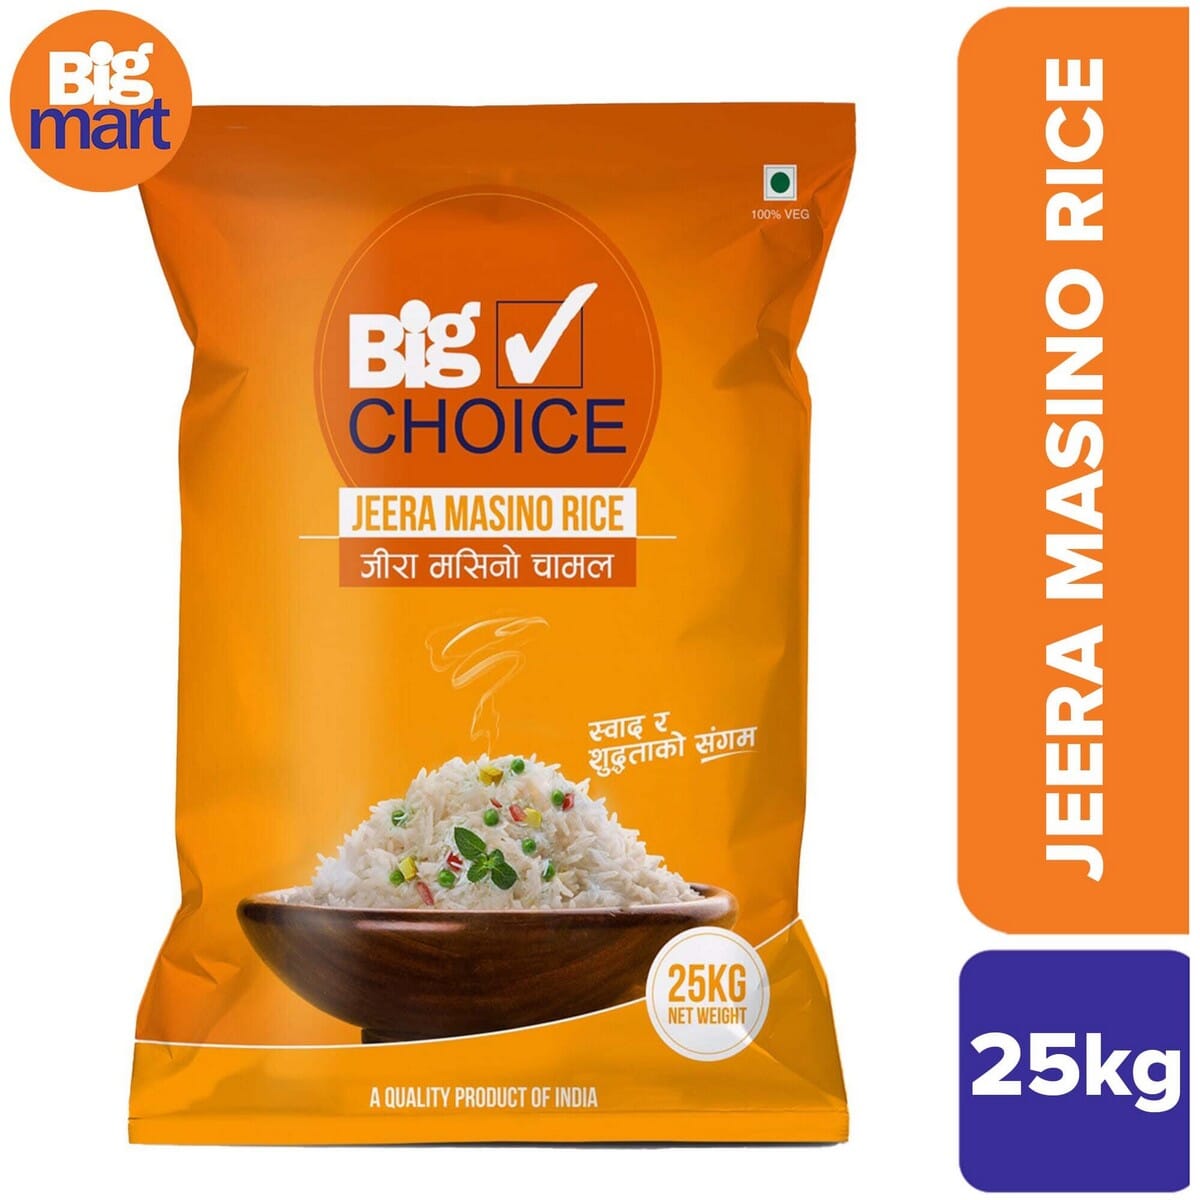 Big
mart
100% VEG
Big
CHOICE
JEERA MASINO RICE
जीरा मसिनो चामल
स्वाद र
शुद्धताको संगम
25KG
NET WEIGHT
A QUALITY PRODUCT OF INDIA
JEERA MASINO RICE
25kg